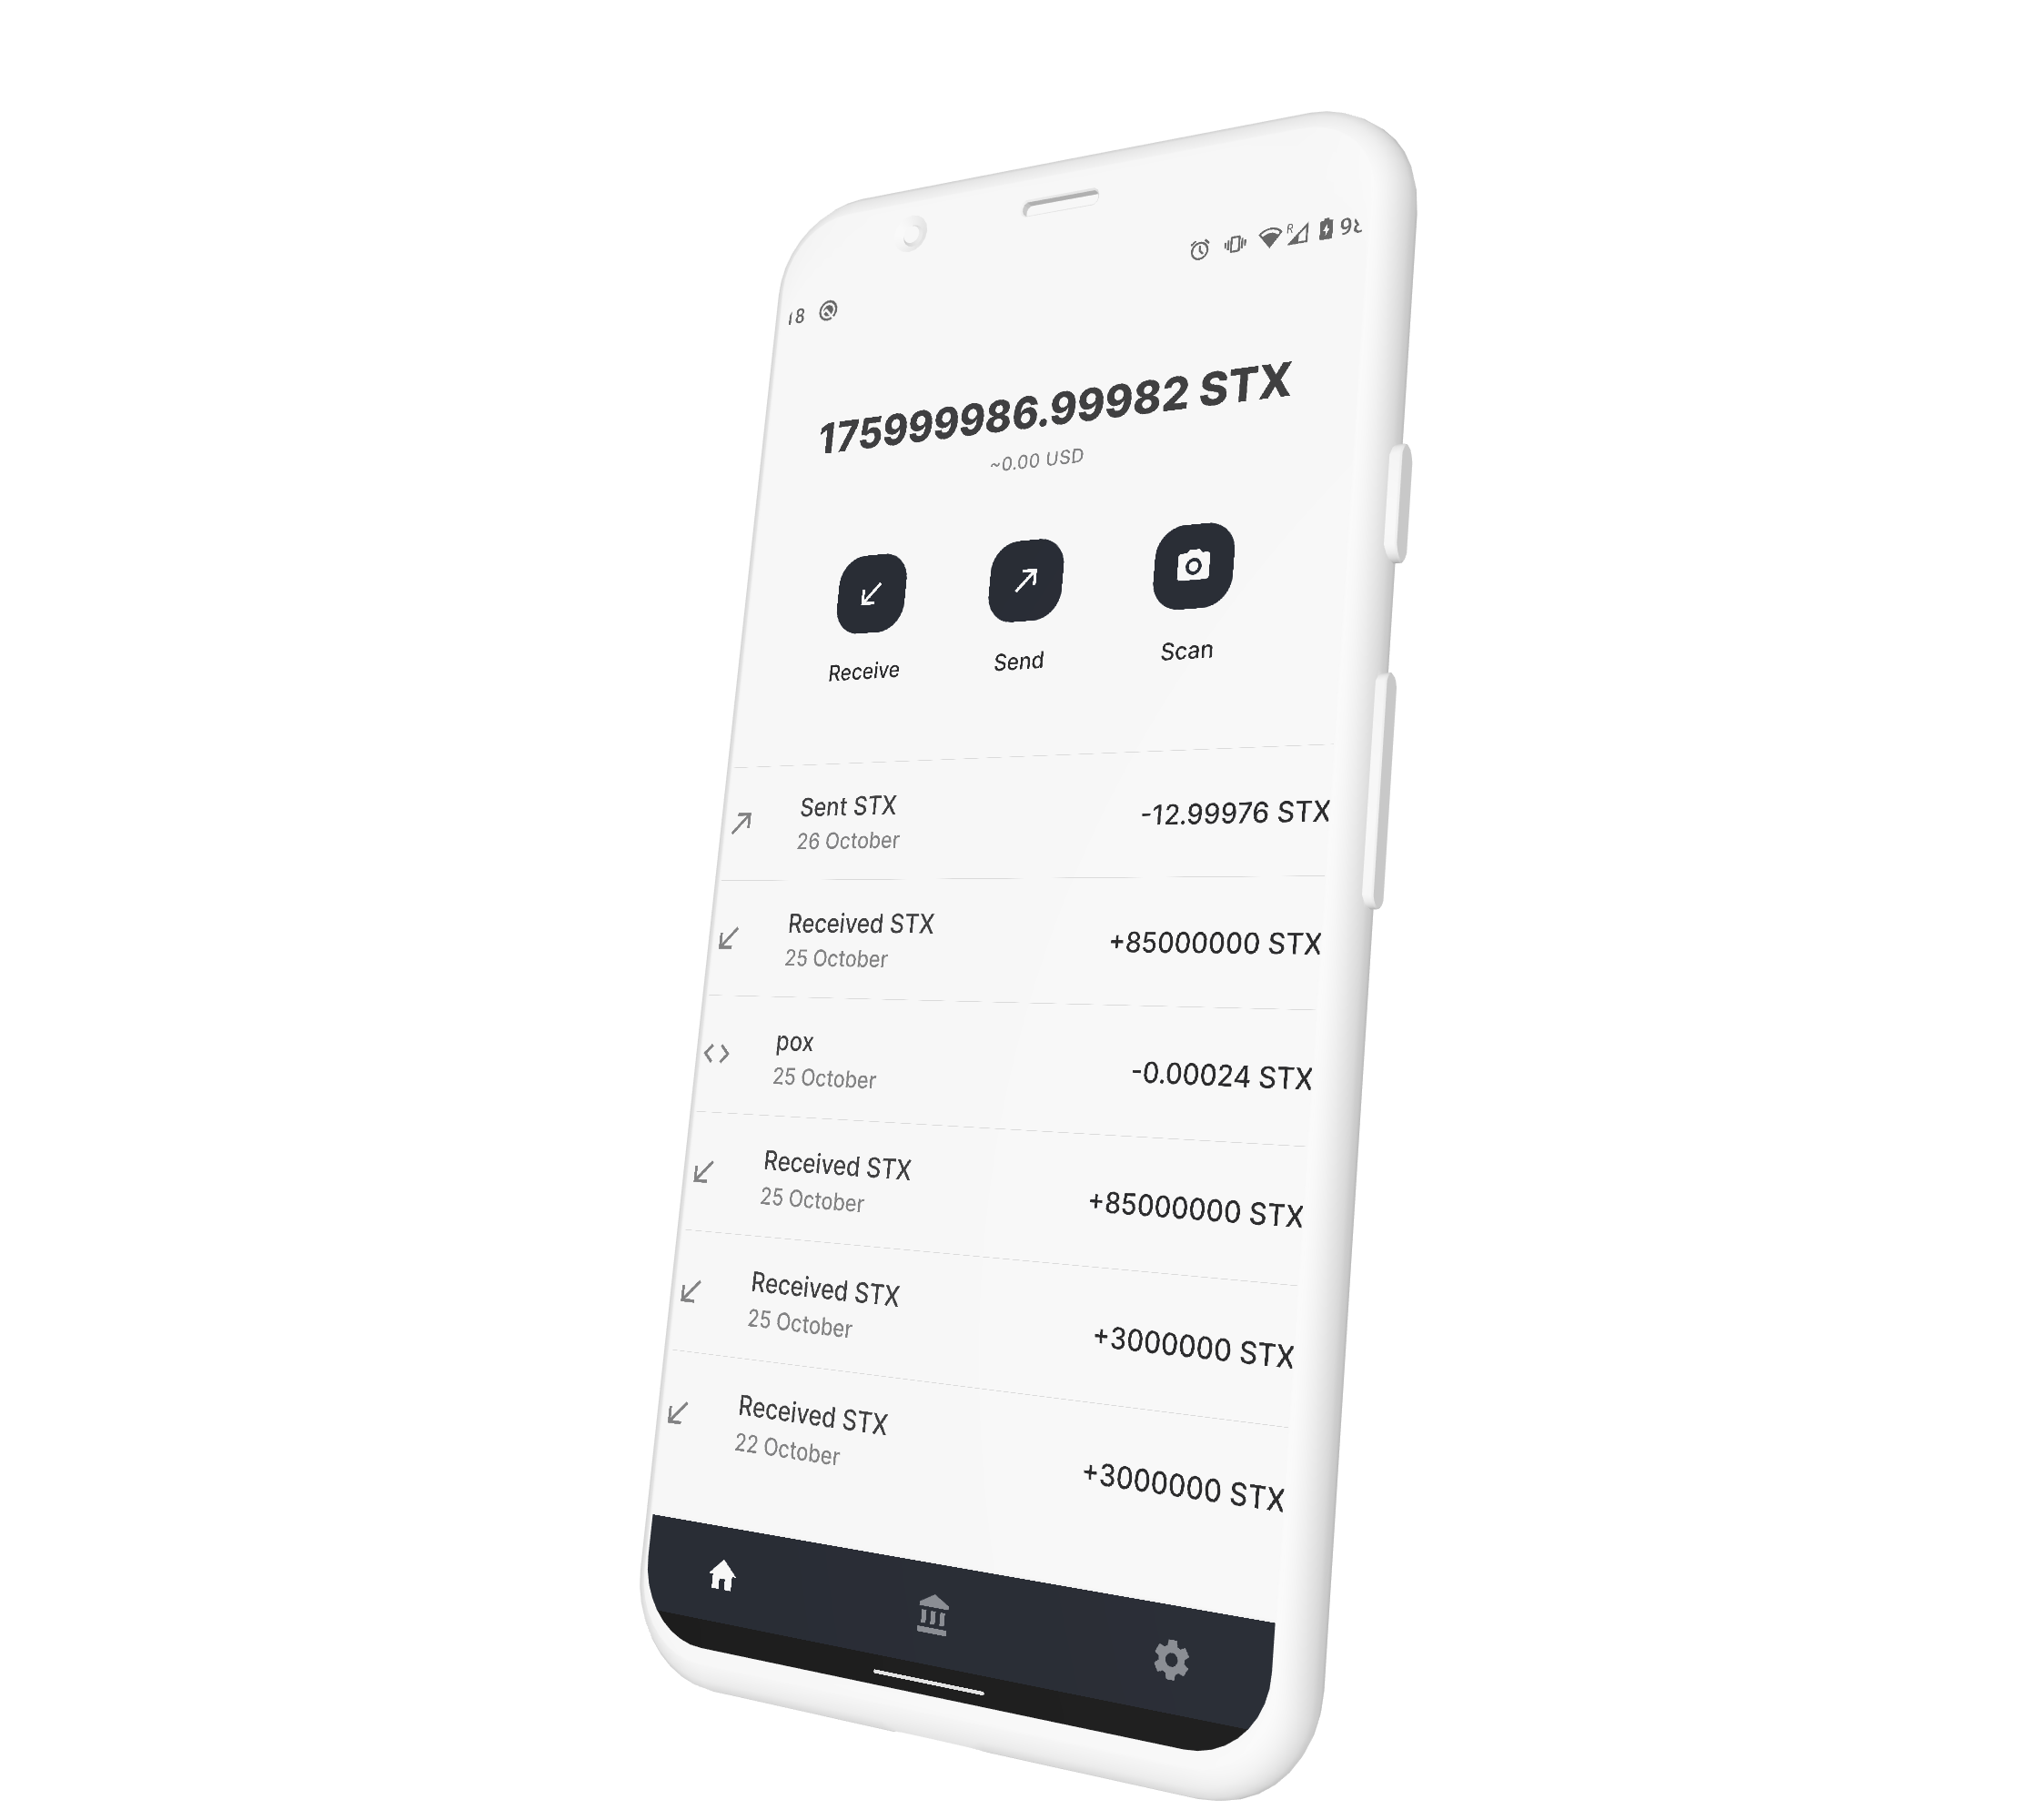 175999986.99982 STX
~0.00 USD
Receive
Send
Scan
Sent STX
26 October
-12.99976 STX
Received STX
25 October
+85000000 STX
pox
25 October
-0.00024 STX
Received STX
25 October
+85000000 STX
Received STX
25 October
+3000000 STX
Received STX
22 October
+3000000 STX